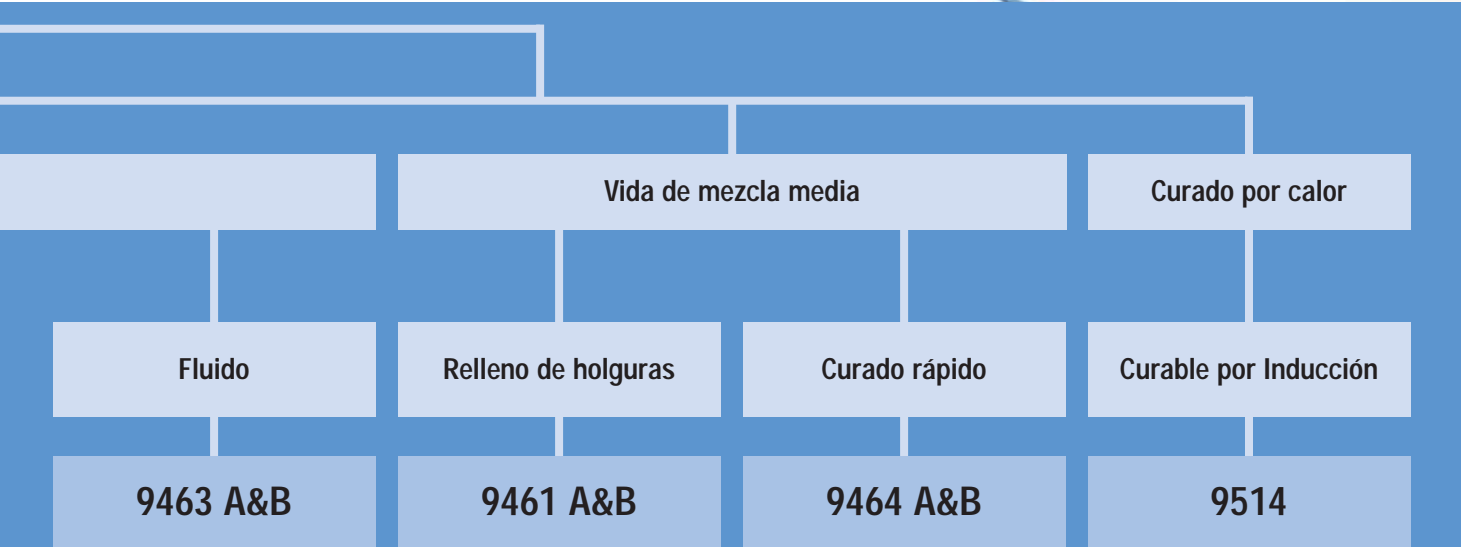 Vida de mezcla media
Curado por calor
Fluido
Relleno de holguras
Curado rápido
Curable por Inducción
9463 A&B
9461 A&B
9464 A&B
9514